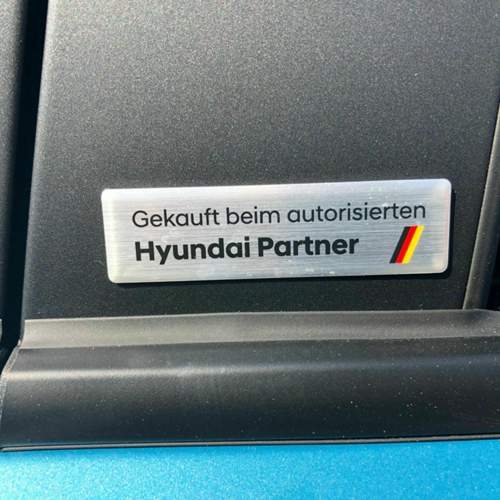 Gekauft beim autorisierten
Hyundai Partner